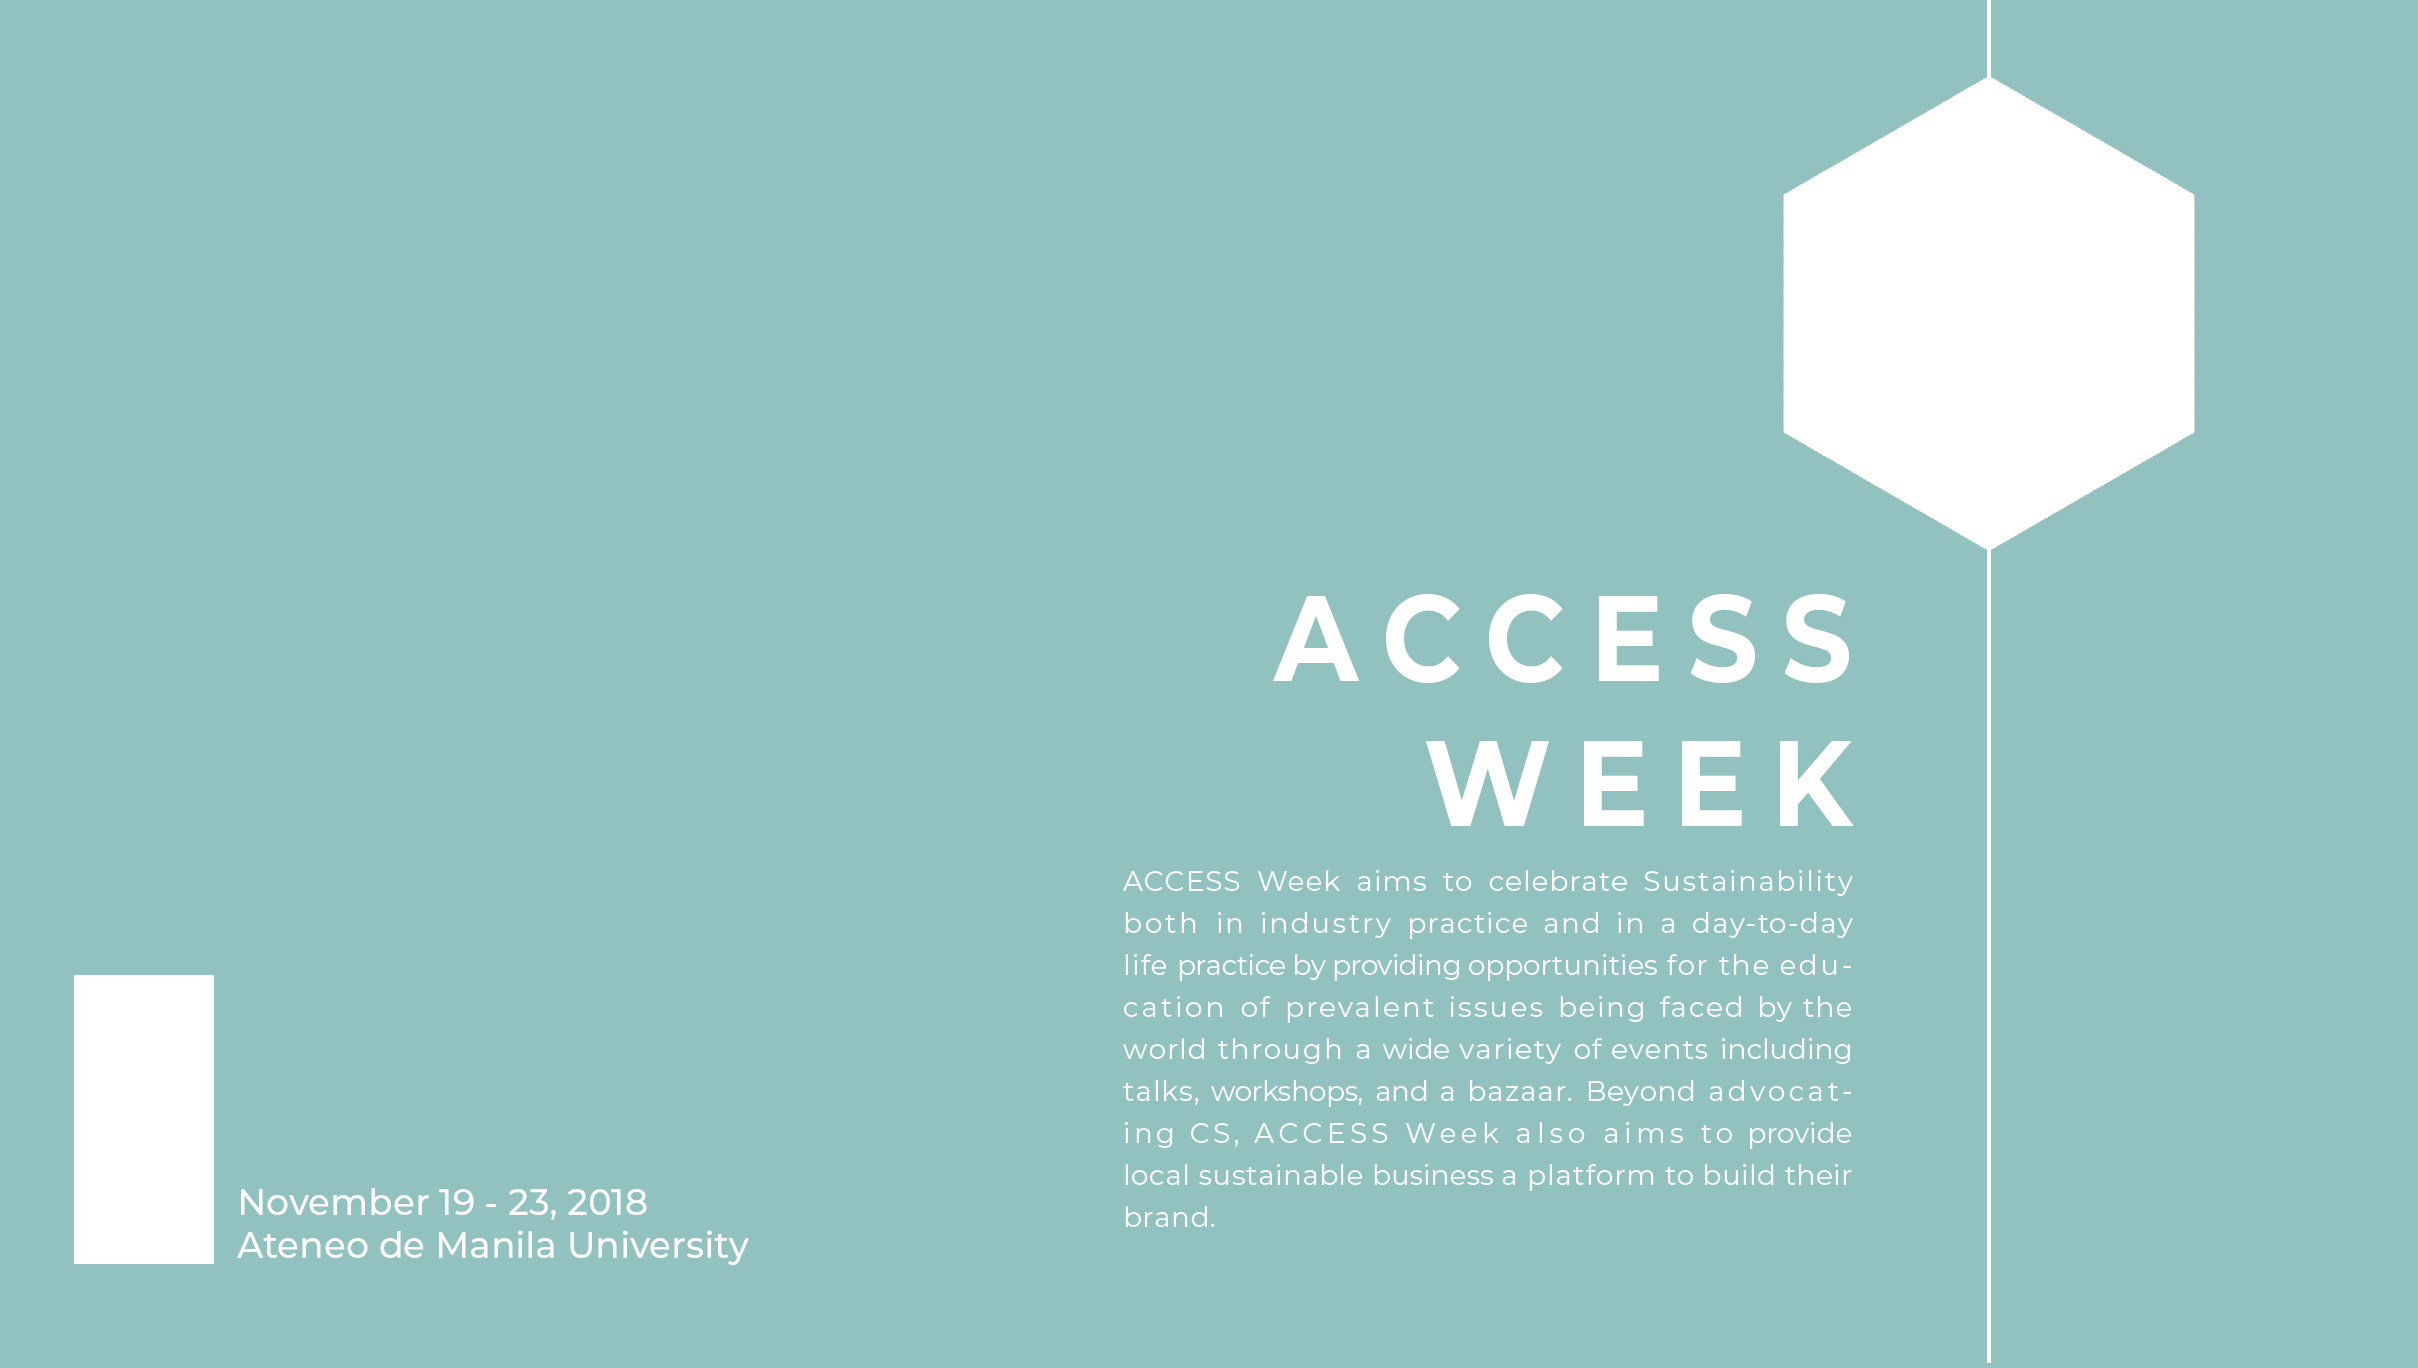 ACCESS
WEEK
ACCESS Week aims to celebrate Sustainability
both in industry practice and in a day-to-day
life practice by providing opportunities for the edu-
cation of prevalent issues being faced by the
world through a wide variety of events including
talks, workshops, and a bazaar. Beyond advocat-
ing CS, ACCESS Week also aims to provide
local sustainable business a platform to build their
brand.
November 19 - 23, 2018
Ateneo de Manila University